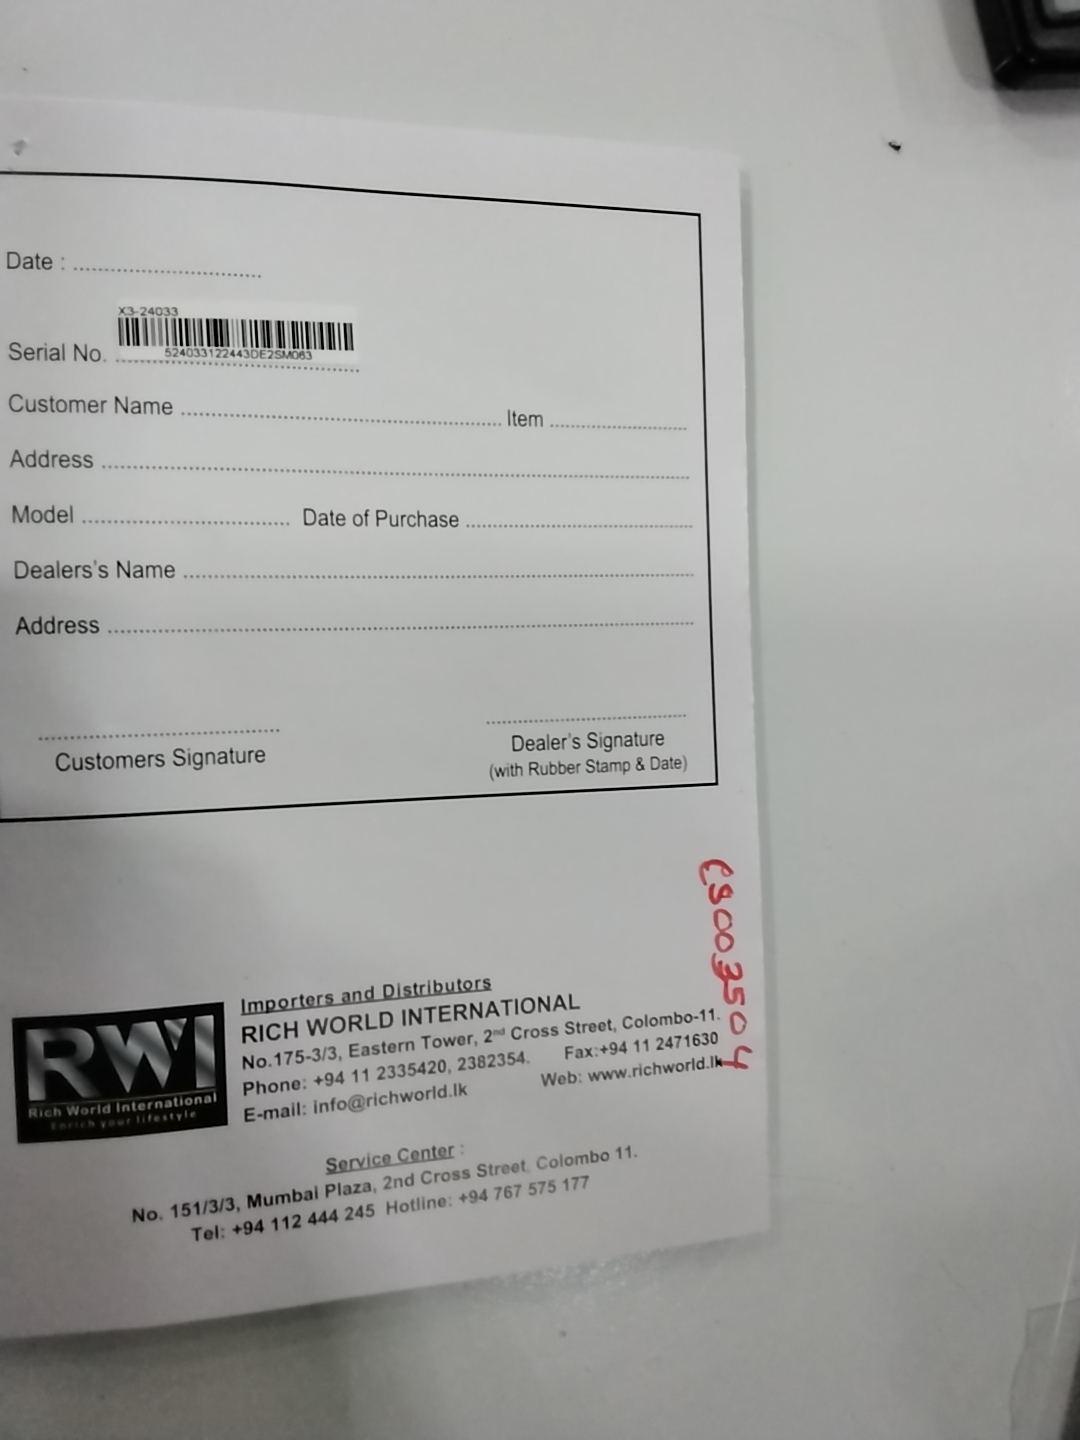 Date : ..............................
X3-24033
524033122443DE2SM063
Serial No. ........................................
Customer Name ........................................................ Item ........................
Address ....................................................................................................
Model .................................... Date of Purchase ........................................
Dealers's Name ........................................................................................
Address ....................................................................................................
Customers Signature
Dealer's Signature
(with Rubber Stamp & Date)
CS003504
Importers and Distributors
RICH WORLD INTERNATIONAL
No.175-3/3, Eastern Tower, 2nd Cross Street, Colombo-11.
Phone: +94 11 2335420, 2382354. Fax:+94 11 2471630
E-mail: info@richworld.lk Web: www.richworld.lk
RWI
Rich World International
Enrich your lifestyle
Service Center :
No. 151/3/3, Mumbai Plaza, 2nd Cross Street, Colombo 11.
Tel: +94 112 444 245 Hotline: +94 767 575 177